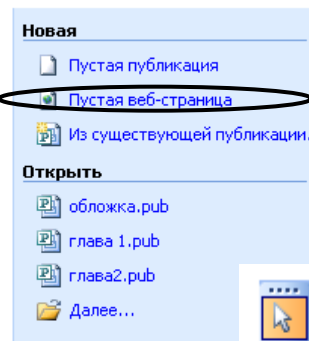 Новая
Пустая публикация
Пустая веб-страница
Из существующей публикации.
Открыть
обложка.pub
глава 1.pub
глава2.pub
Далее...